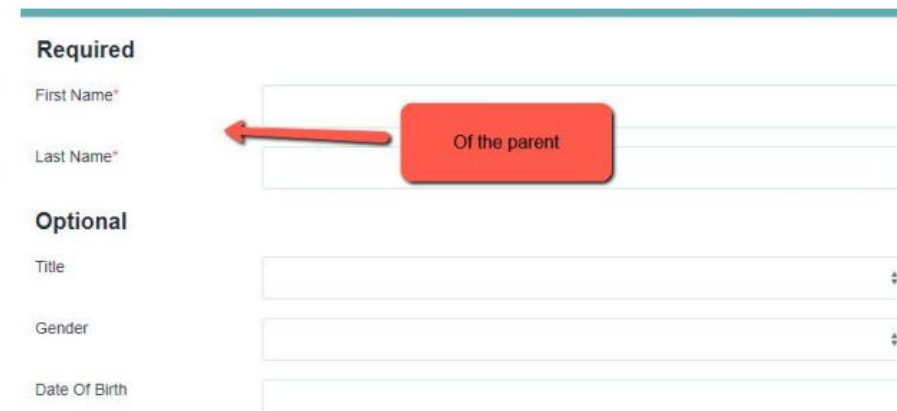 Required
First Name*
Of the parent
Last Name*
Optional
Title
Gender
Date Of Birth